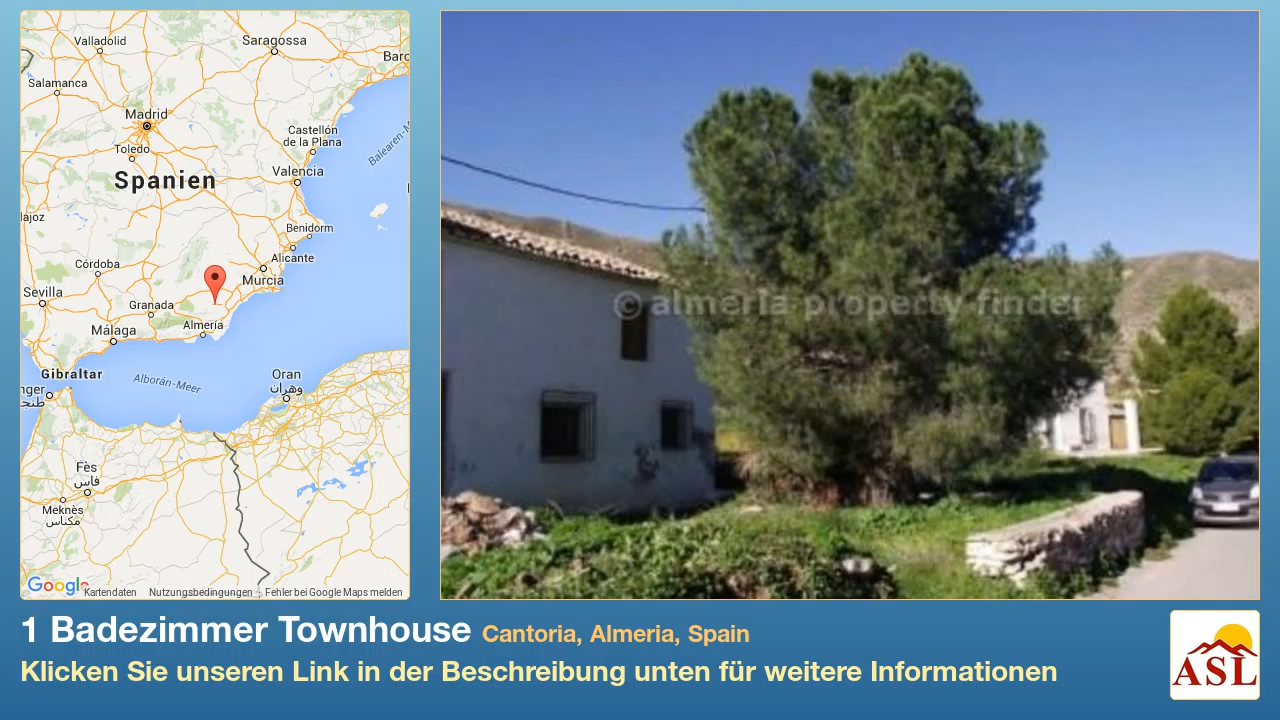 Valladolid
Saragossa
Barc
Salamanca
Madrid
Castellón
de la Plana
Toledo
Balearen-M
Valencia
Spanien
lajoz
Benidorm
Córdoba
Alicante
Murcia
Sevilla
Granada
Almería
Málaga
Gibraltar
Alborán-Meer
Oran
وهران
nger
طنجة
Fès
فاس
Meknès
مكناس
Google
Kartendaten Nutzungsbedingungen Fehler bei Google Maps melden
© almeria property finder
1 Badezimmer Townhouse Cantoria, Almeria, Spain
Klicken Sie unseren Link in der Beschreibung unten für weitere Informationen
ASL